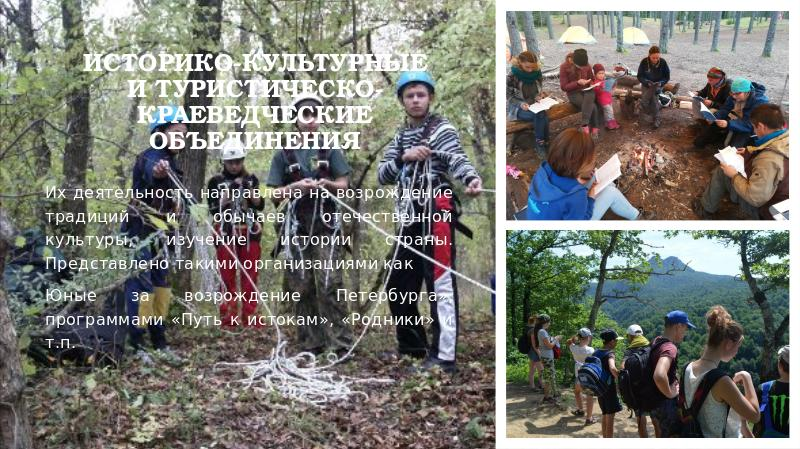 ИСТОРИКО-КУЛЬТУРНЫЕ
И ТУРИСТИЧЕСКО-
КРАЕВЕДЧЕСКИЕ
ОБЪЕДИНЕНИЯ
Их деятельность направлена на возрождение
традиций и обычаев отечественной
культуры, изучение истории страны.
Представлено такими организациями как
Юные за возрождение Петербурга»,
программами «Путь к истокам», «Родники» и
т.п.